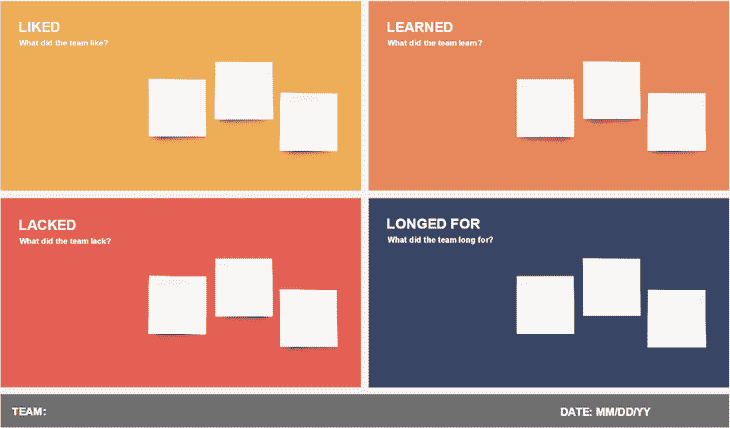 LIKED
What did the team like?
LEARNED
What did the team learn?
LACKED
What did the team lack?
LONGED FOR
What did the team long for?
TEAM:
DATE: MM/DD/YY